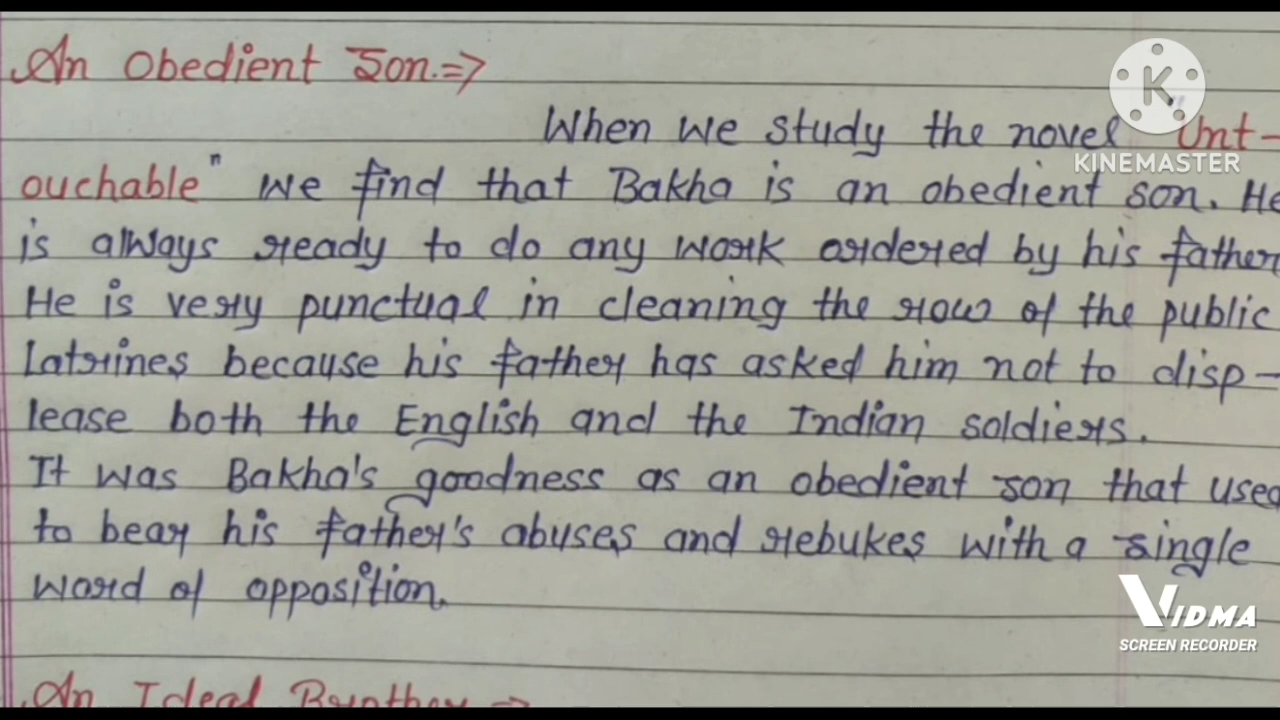 An Obedient Son.=>
When we study the novel "Unt-
ouchable" we find that Bakha is an obedient son. He
is always ready to do any work ordered by his father
He is very punctual in cleaning the row of the public
Latrines because his father has asked him not to disp-
lease both the English and the Indian soldiers.
It was Bakha's goodness as an obedient son that used
to bear his father's abuses and rebukes with a single
word of opposition.
An Ideal Brother =>
K
KINEMASTER
VIDMA
SCREEN RECORDER